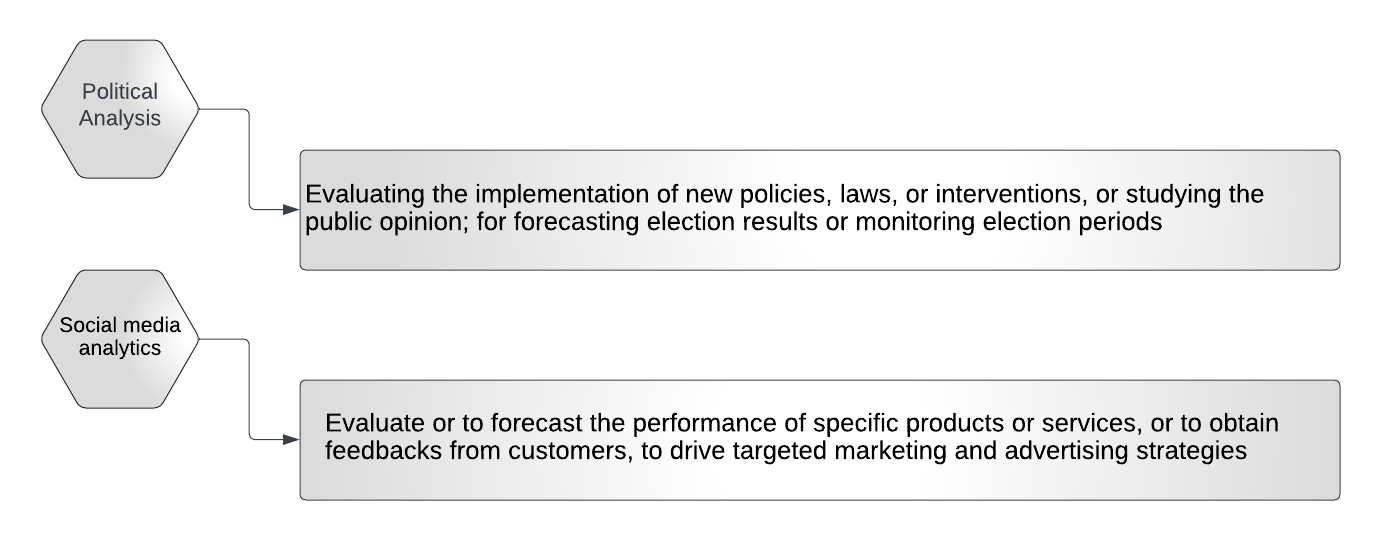 Political
Analysis
Evaluating the implementation of new policies, laws, or interventions, or studying the
public opinion; for forecasting election results or monitoring election periods
Social media
analytics
Evaluate or to forecast the performance of specific products or services, or to obtain
feedbacks from customers, to drive targeted marketing and advertising strategies